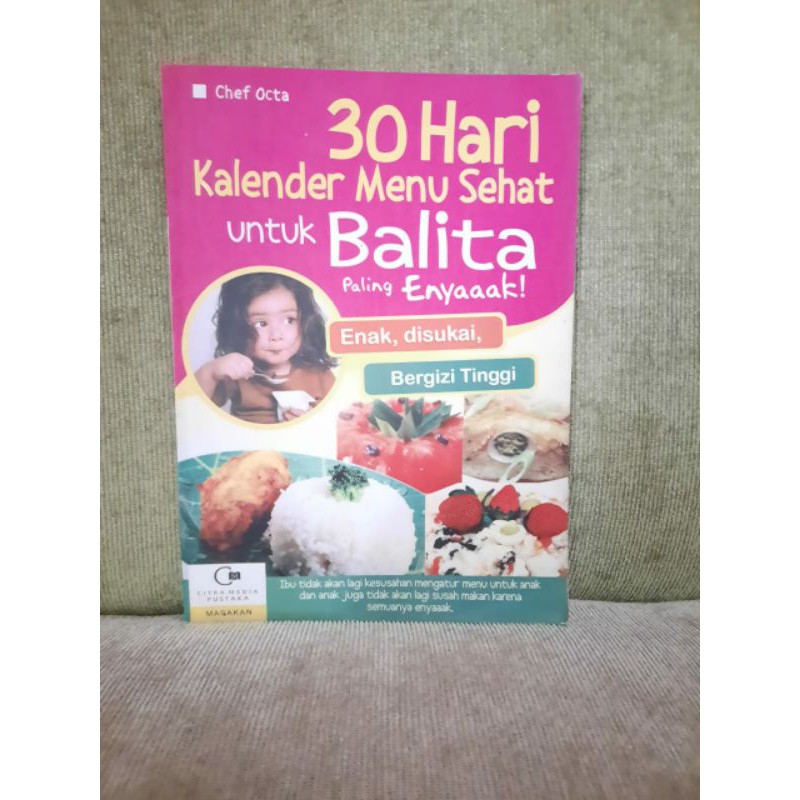 Chef Octa
30 Hari
Kalender Menu Sehat
untuk Balita
Paling Enyaaak!
Enak, disukai,
Bergizi Tinggi
Ibu tidak akan lagi kesusahan mengatur menu untuk anak
dan anak juga tidak akan lagi susah makan karena
semuanya enyaaak.
CITRA MEDIA
PUSTAKA
MASAKAN